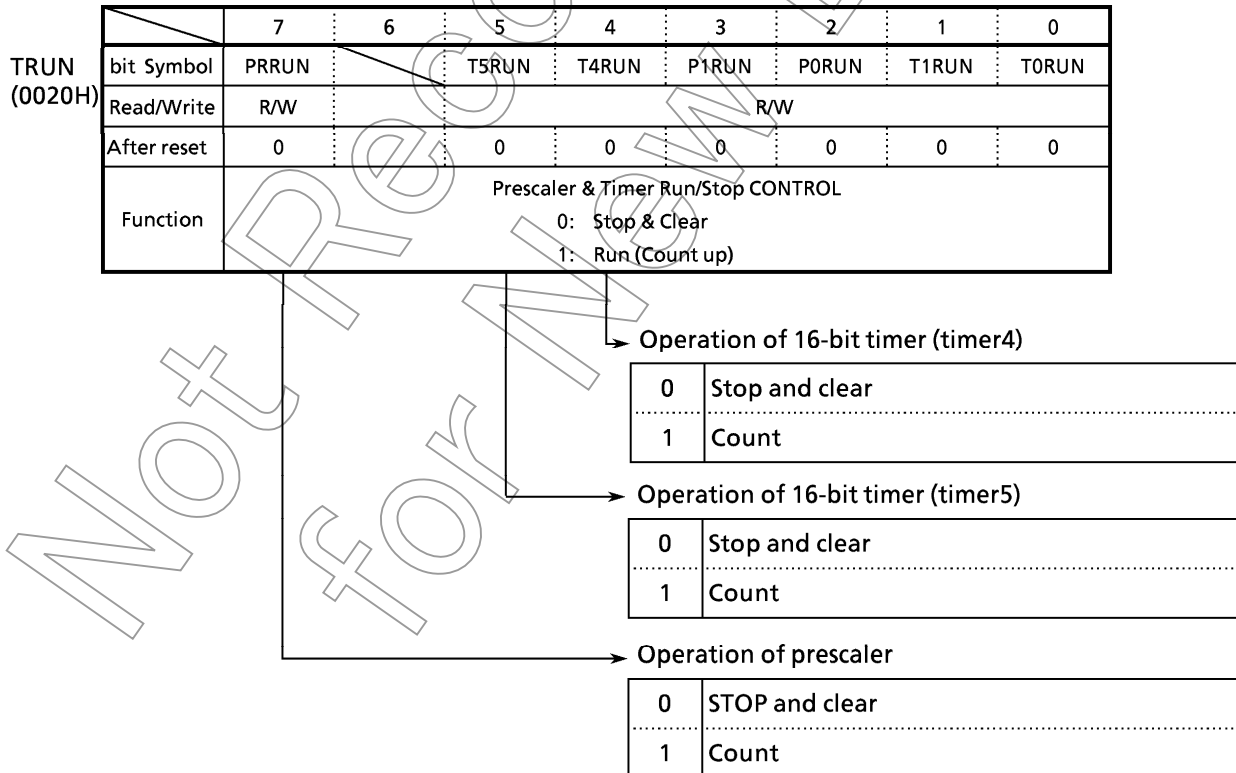 7 6 5 4 3 2 1 0
TRUN
(0020H)
bit Symbol PRRUN T5RUN T4RUN P1RUN P0RUN T1RUN T0RUN
Read/Write R/W R/W
After reset 0 0 0 0 0 0 0
Function
Prescaler & Timer Run/Stop CONTROL
0: Stop & Clear
1: Run (Count up)
Operation of 16-bit timer (timer4)
0 Stop and clear
1 Count
Operation of 16-bit timer (timer5)
0 Stop and clear
1 Count
Operation of prescaler
0 STOP and clear
1 Count
Not Reco
for New